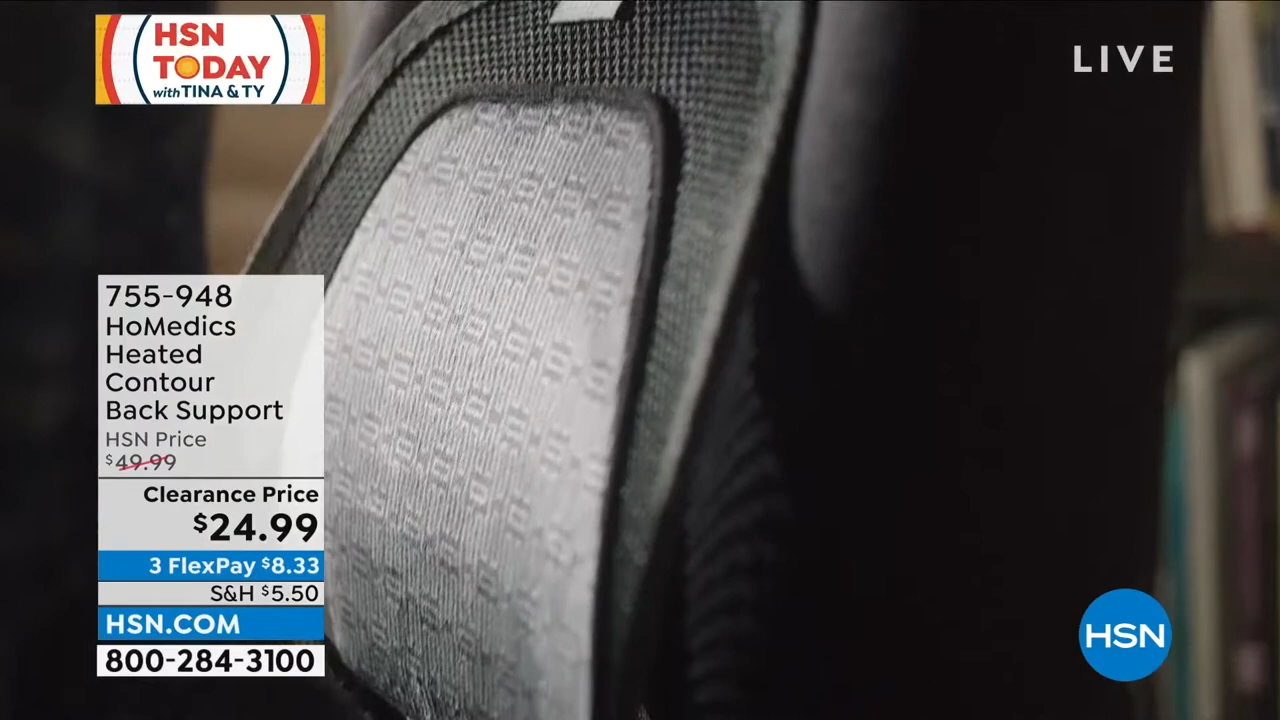 HSN
TODAY
with TINA & TY
LIVE
755-948
HoMedics
Heated
Contour
Back Support
HSN Price
$49.99
Clearance Price
$24.99
3 FlexPay $8.33
S&H $5.50
HSN.COM
800-284-3100
HSN